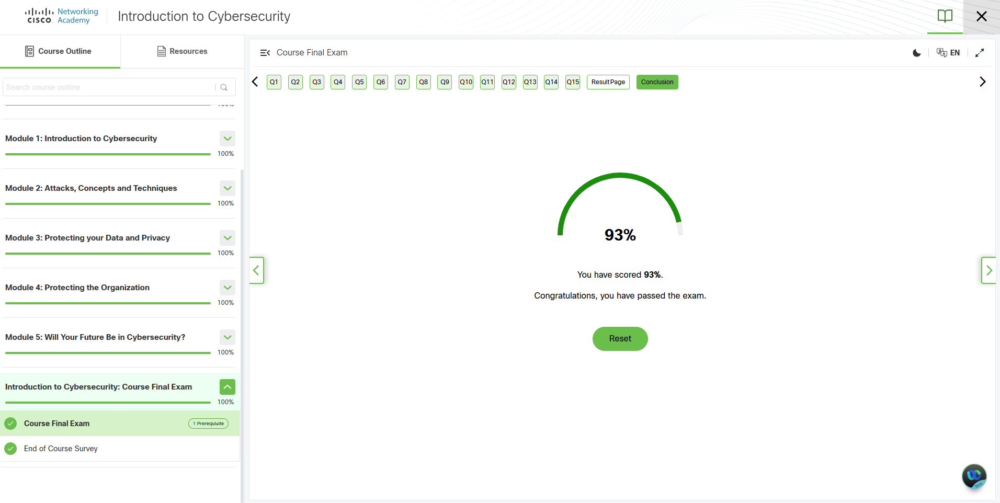 Networking
Academy
CISCO
Introduction to Cybersecurity
Course Outline
Resources
Search course outline
100%
Module 1: Introduction to Cybersecurity
100%
Module 2: Attacks, Concepts and Techniques
100%
Module 3: Protecting your Data and Privacy
100%
Module 4: Protecting the Organization
100%
Module 5: Will Your Future Be in Cybersecurity?
100%
Introduction to Cybersecurity: Course Final Exam
100%
Course Final Exam
1 Prerequisite
End of Course Survey
Course Final Exam
EN
Q1 Q2 Q3 Q4 Q5 Q6 Q7 Q8 Q9 Q10 Q11 Q12 Q13 Q14 Q15 Result Page Conclusion
93%
You have scored 93%.
Congratulations, you have passed the exam.
Reset
Beta